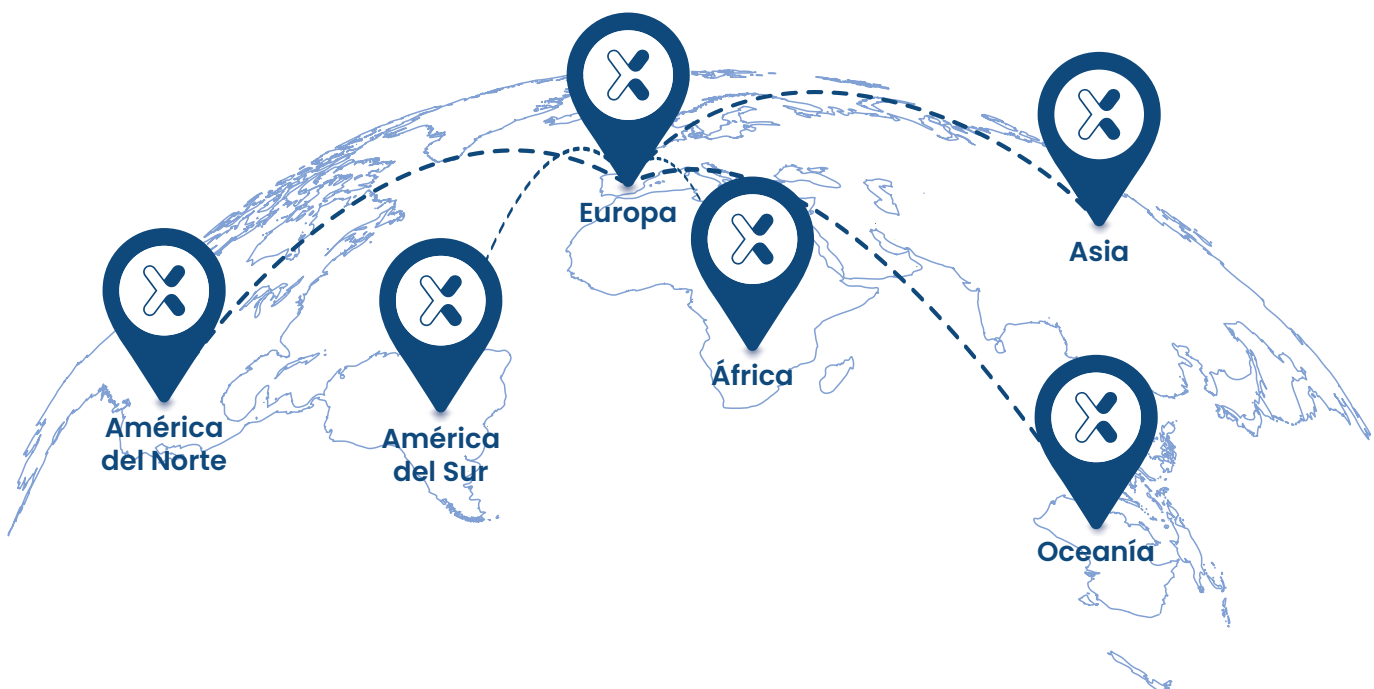 Europa
Asia
África
América
del Norte
América
del Sur
Oceanía